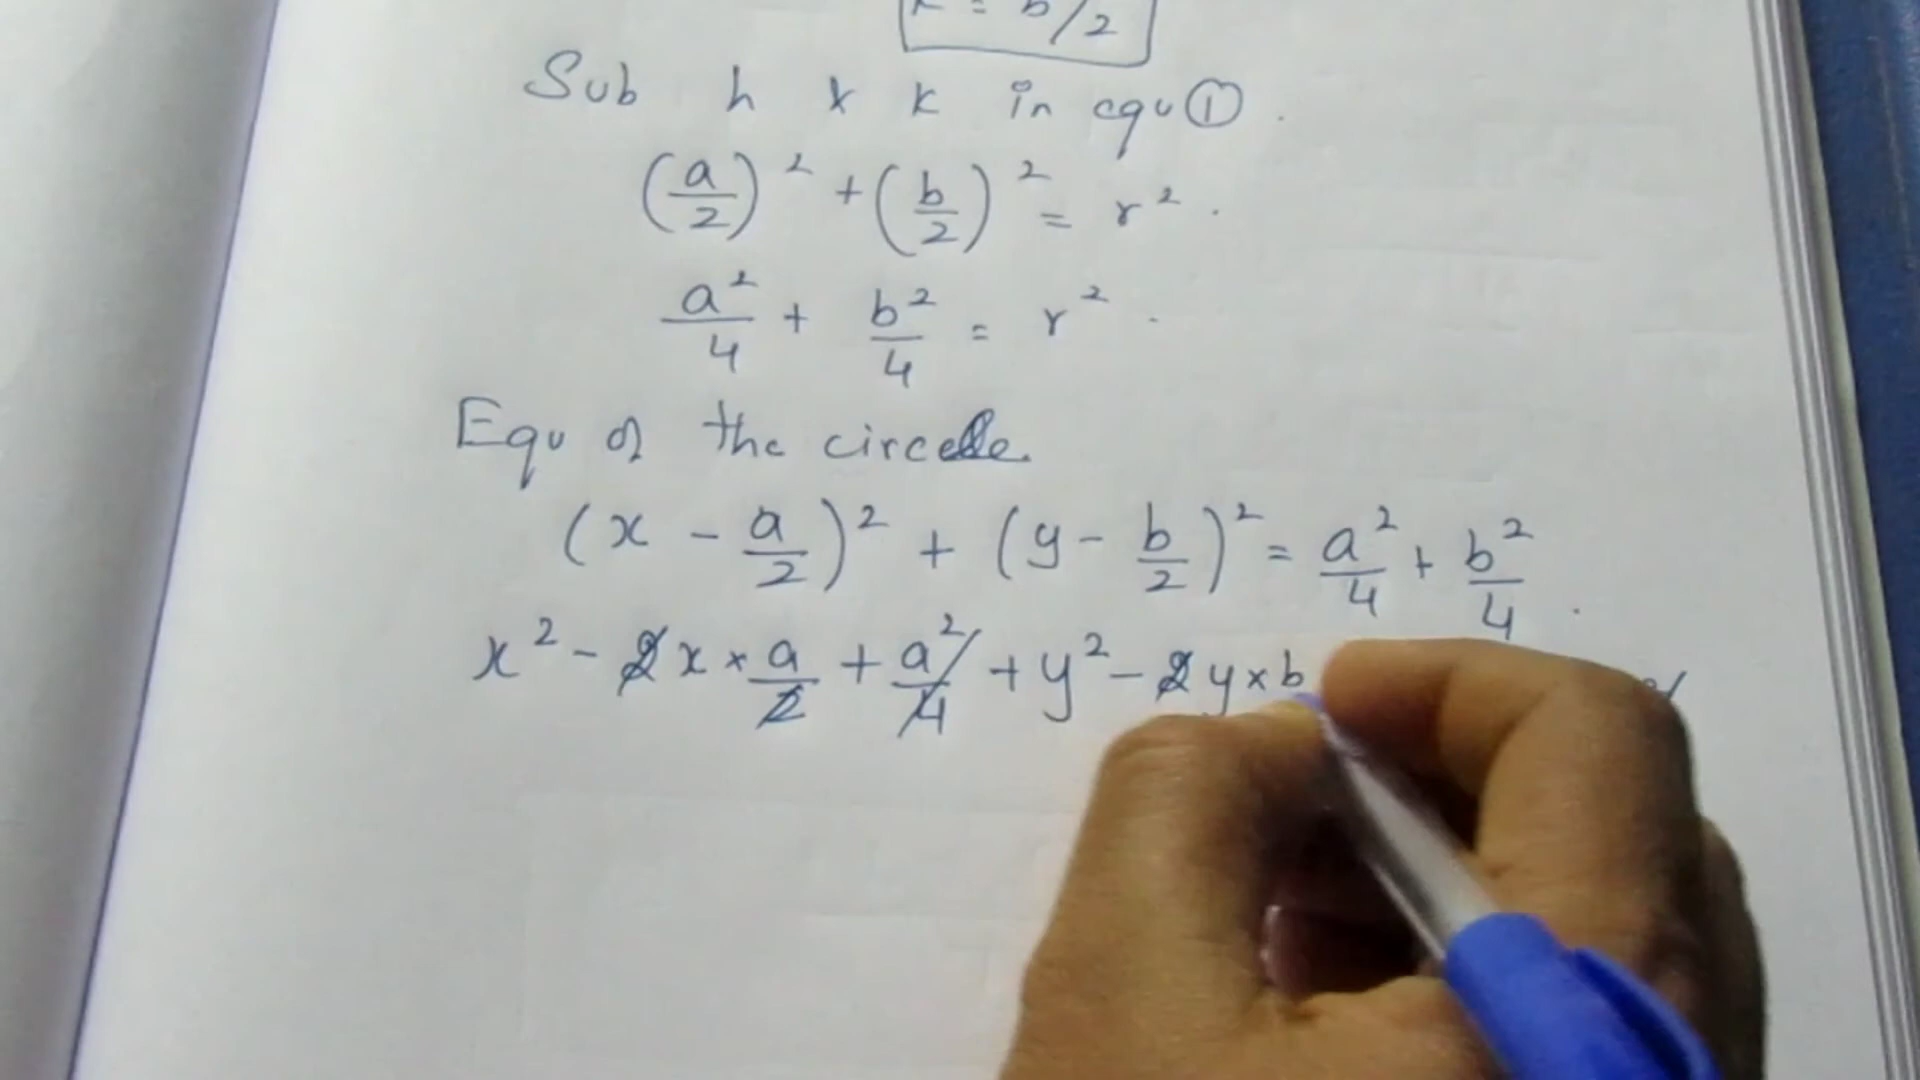 = b/2
Sub h & k in equ ①.
(a/2)² + (b/2)² = r².
a²/4 + b²/4 = r².
Equ of the circle.
(x - a/2)² + (y - b/2)² = a²/4 + b²/4.
x² - 2x × a/2 + a²/4 + y² - 2y × b